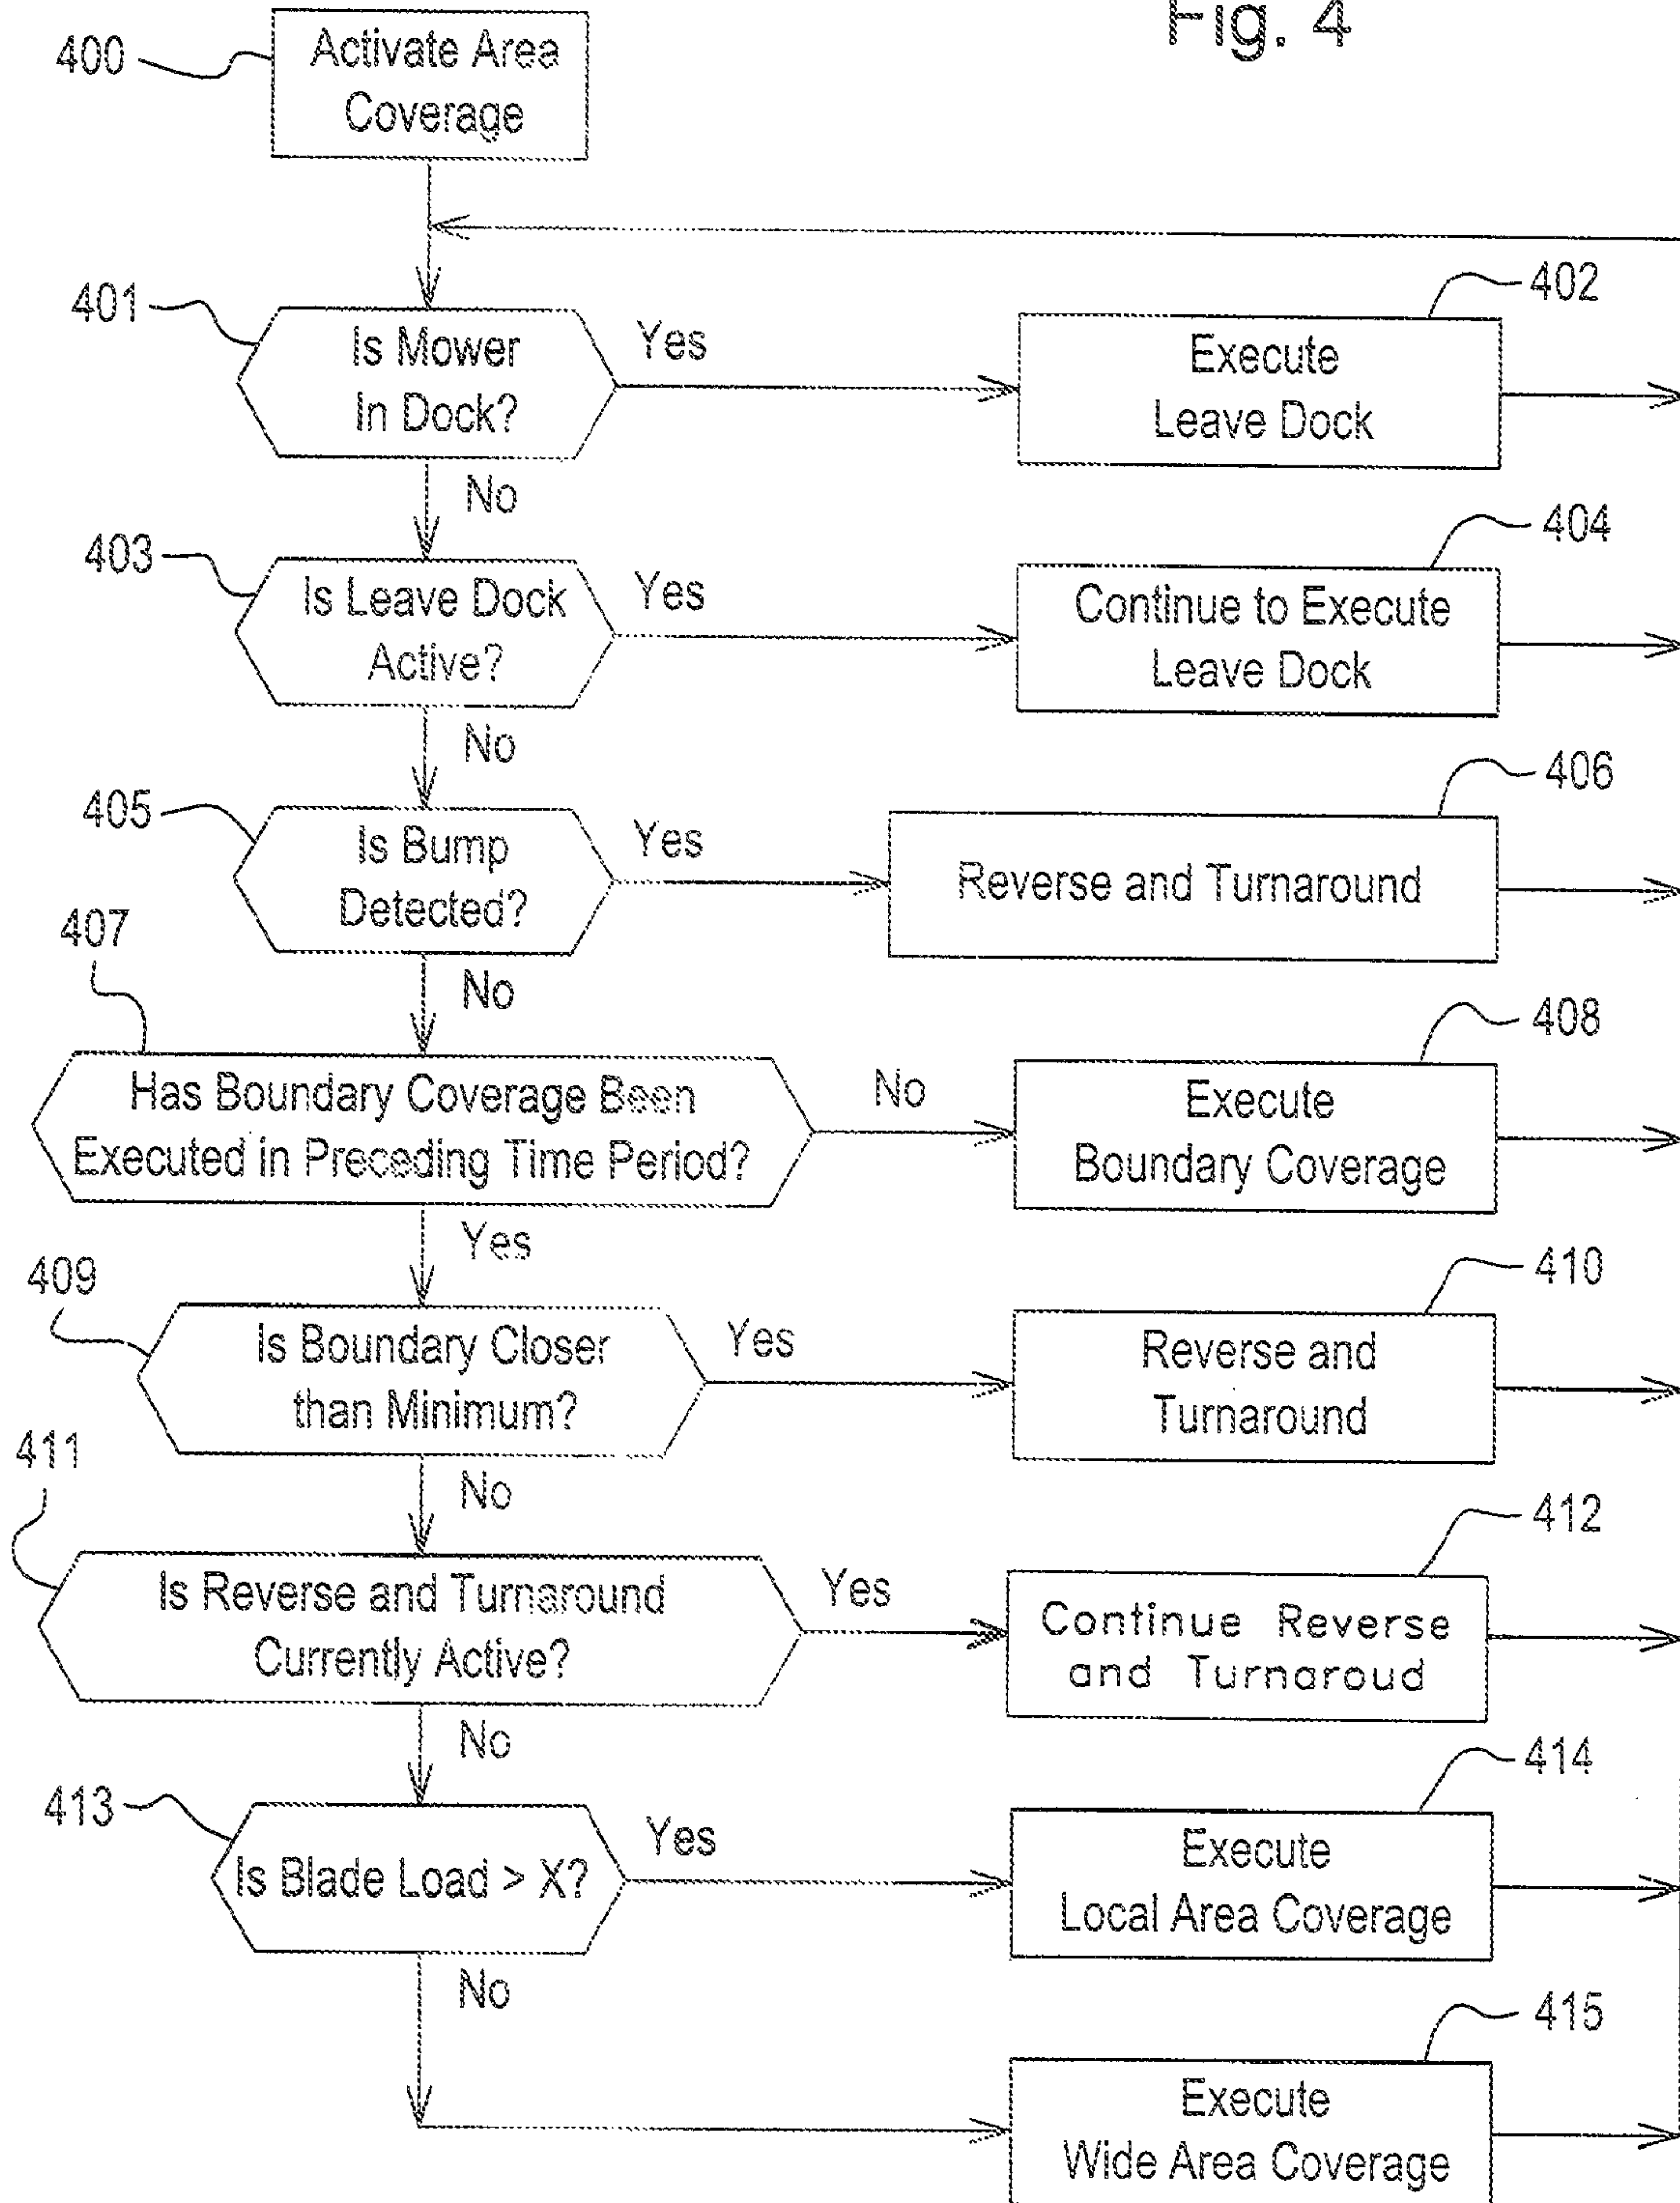 Fig. 4
400
Activate Area
Coverage
401
Is Mower
In Dock?
Yes
402
Execute
Leave Dock
No
403
Is Leave Dock
Active?
Yes
404
Continue to Execute
Leave Dock
No
405
Is Bump
Detected?
Yes
406
Reverse and Turnaround
No
407
Has Boundary Coverage Been
Executed in Preceding Time Period?
No
408
Execute
Boundary Coverage
Yes
409
Is Boundary Closer
than Minimum?
Yes
410
Reverse and
Turnaround
No
411
Is Reverse and Turnaround
Currently Active?
Yes
412
Continue Reverse
and Turnaroud
No
413
Is Blade Load > X?
Yes
414
Execute
Local Area Coverage
No
415
Execute
Wide Area Coverage